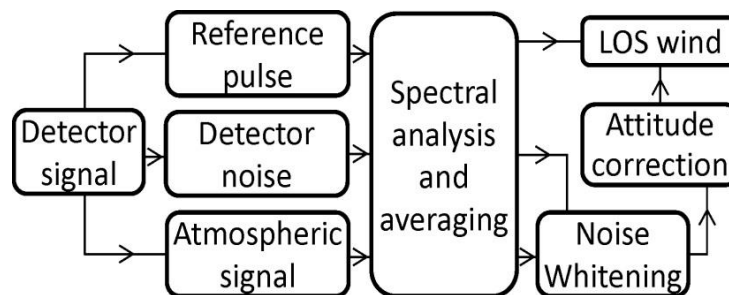 Detector
signal
Reference
pulse
Detector
noise
Atmospheric
signal
Spectral
analysis
and
averaging
LOS wind
Attitude
correction
Noise
Whitening